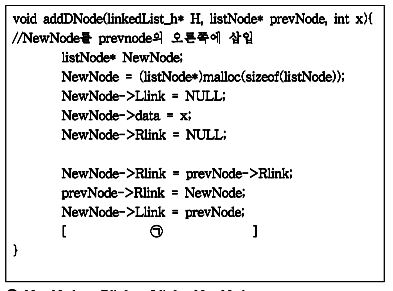 void addDNode(linkedList_h* H, listNode* prevNode, int x){
//NewNode를 prevnode의 오른쪽에 삽입
listNode* NewNode;
NewNode = (listNode*)malloc(sizeof(listNode));
NewNode->Llink = NULL;
NewNode->data = x;
NewNode->Rlink = NULL;
NewNode->Rlink = prevNode->Rlink;
prevNode->Rlink = NewNode;
NewNode->Llink = prevNode;
[ ㉠ ]
}